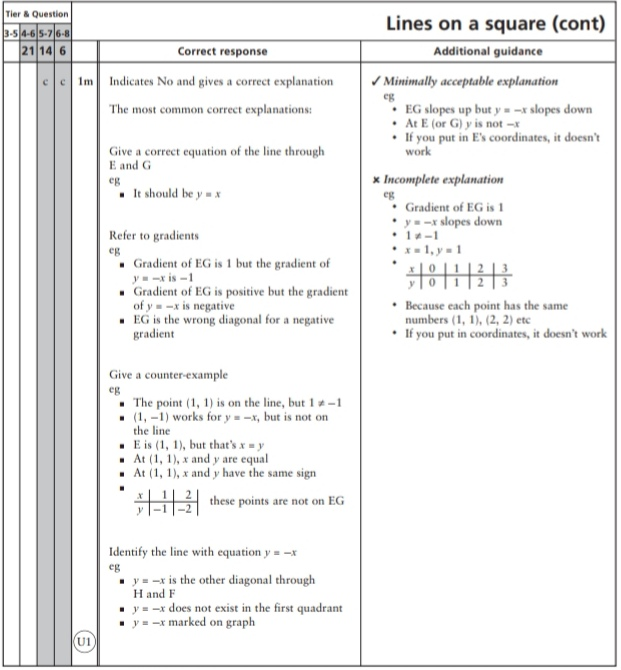 Tier & Question
3-5 4-6 5-7 6-8
21 14 6
Lines on a square (cont)
Correct response
Additional guidance
c c 1m
Indicates No and gives a correct explanation
The most common correct explanations:
Give a correct equation of the line through
E and G
eg
▪ It should be y = x
Refer to gradients
eg
▪ Gradient of EG is 1 but the gradient of
y = −x is −1
▪ Gradient of EG is positive but the gradient
of y = −x is negative
▪ EG is the wrong diagonal for a negative
gradient
Give a counter-example
eg
▪ The point (1, 1) is on the line, but 1 ≠ −1
▪ (1, −1) works for y = −x, but is not on
the line
▪ E is (1, 1), but that's x = y
▪ At (1, 1), x and y are equal
▪ At (1, 1), x and y have the same sign
▪
x | 1 | 2 |
y | −1 | −2 | these points are not on EG
Identify the line with equation y = −x
eg
▪ y = −x is the other diagonal through
H and F
▪ y = −x does not exist in the first quadrant
▪ y = −x marked on graph
U1
✓ Minimally acceptable explanation
eg
• EG slopes up but y = −x slopes down
• At E (or G) y is not −x
• If you put in E's coordinates, it doesn't
work
× Incomplete explanation
eg
• Gradient of EG is 1
• y = −x slopes down
• 1 ≠ −1
• x = 1, y = 1
•
x | 0 | 1 | 2 | 3
y | 0 | 1 | 2 | 3
• Because each point has the same
numbers (1, 1), (2, 2) etc
• If you put in coordinates, it doesn't work